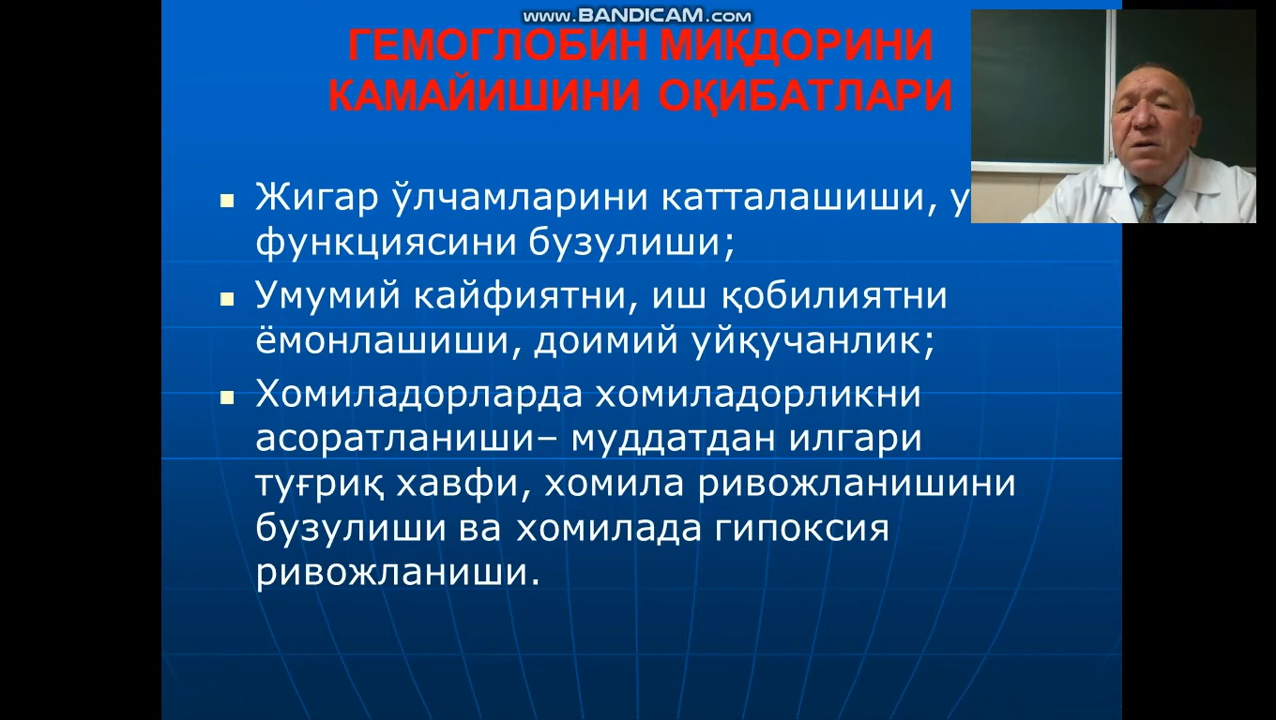 www.BANDICAM.com
ГЕМОГЛОБИН МИҚДОРИНИ
КАМАЙИШИНИ ОҚИБАТЛАРИ
Жигар ўлчамларини катталашиши, у
функциясини бузулиши;
Умумий кайфиятни, иш қобилиятни
ёмонлашиши, доимий уйқучанлик;
Хомиладорларда хомиладорликни
асоратланиши– муддатдан илгари
туғриқ хавфи, хомила ривожланишини
бузулиши ва хомилада гипоксия
ривожланиши.